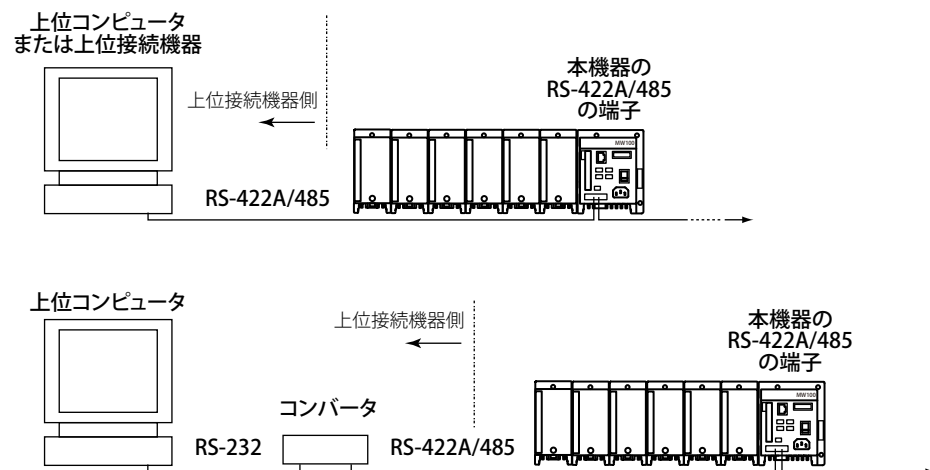 上位コンピュータ
または上位接続機器
上位接続機器側
本機器の
RS-422A/485
の端子
MW100
RS-422A/485
上位コンピュータ
上位接続機器側
本機器の
RS-422A/485
の端子
MW100
コンバータ
RS-232
RS-422A/485